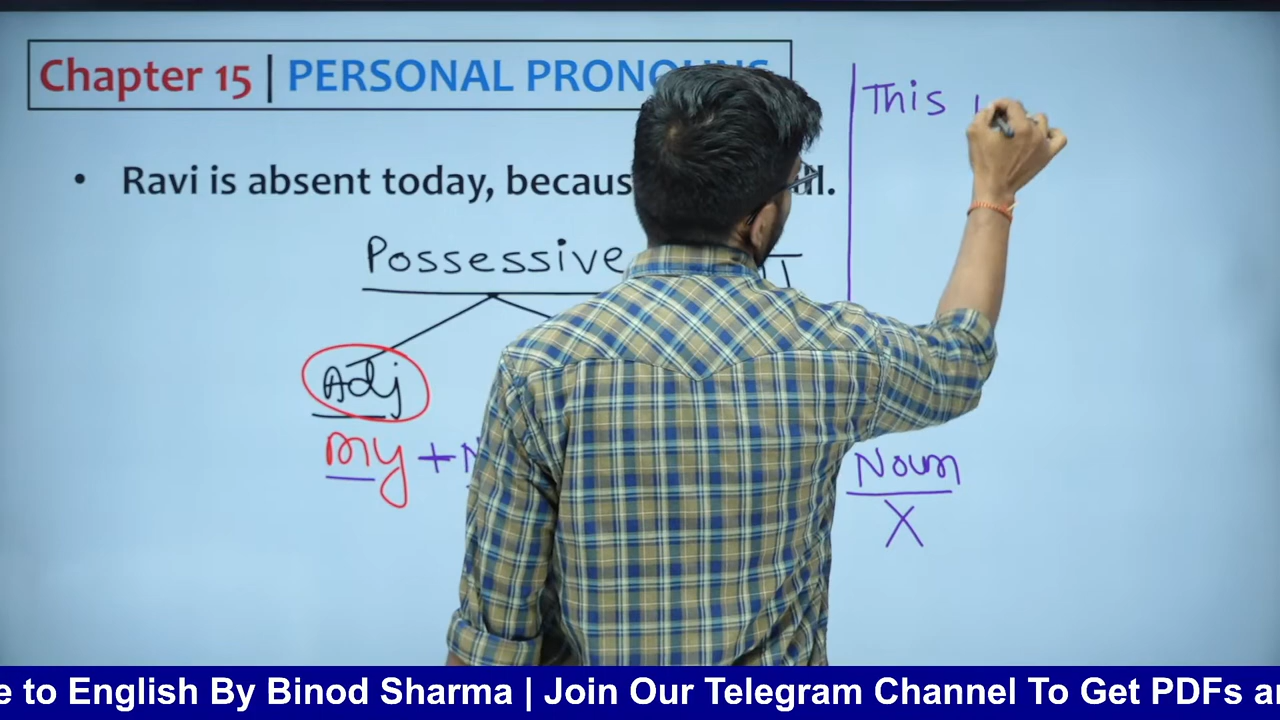 Chapter 15 | PERSONAL PRONOUNS
This
• Ravi is absent today, becaus
Possessive
Adj
my +N
Noun
X
e to English By Binod Sharma | Join Our Telegram Channel To Get PDFs a